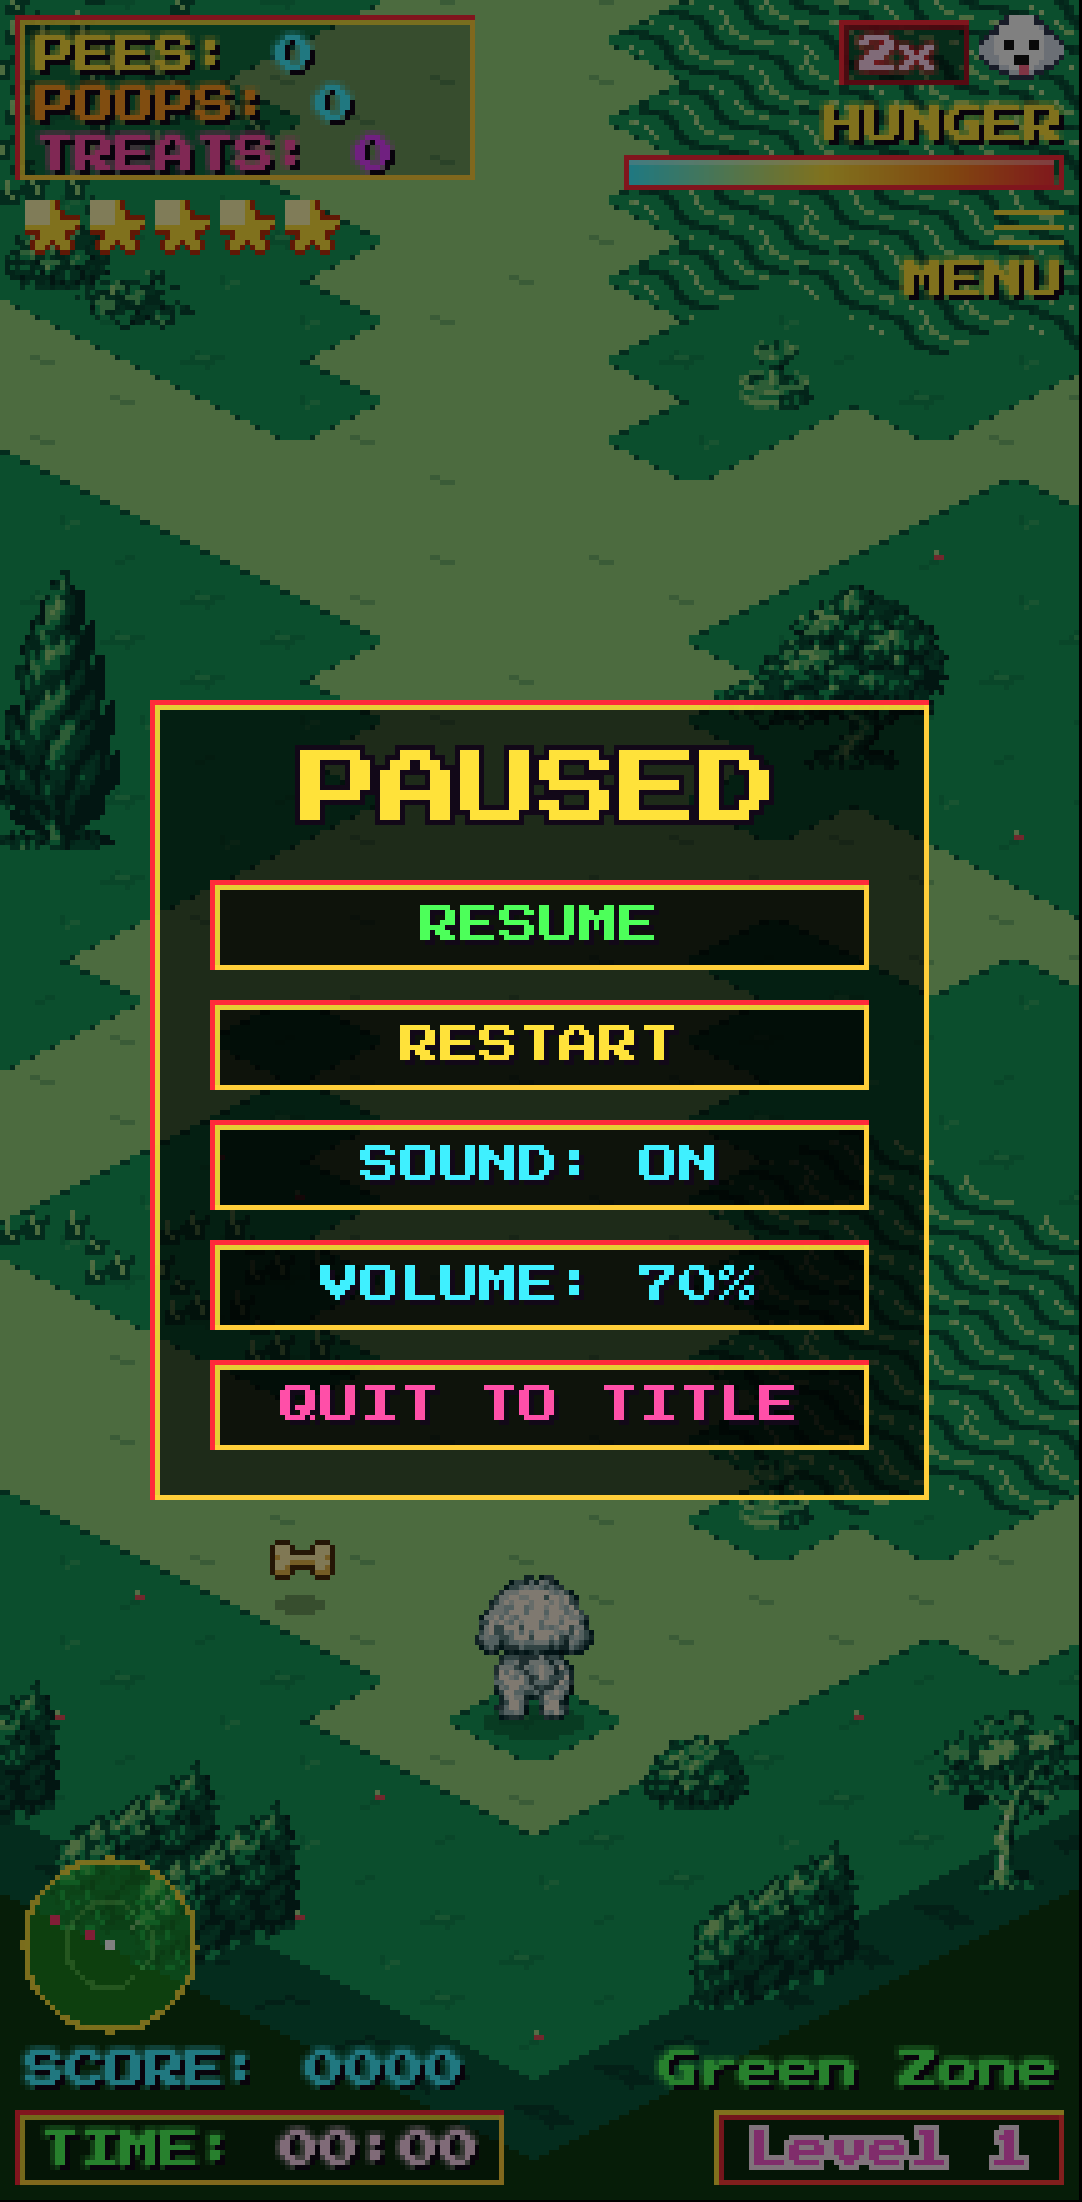 PEES: 0
POOPS: 0
TREATS: 0
2x
HUNGER
MENU
PAUSED
RESUME
RESTART
SOUND: ON
VOLUME: 70%
QUIT TO TITLE
SCORE: 0000
Green Zone
TIME: 00:00
Level 1